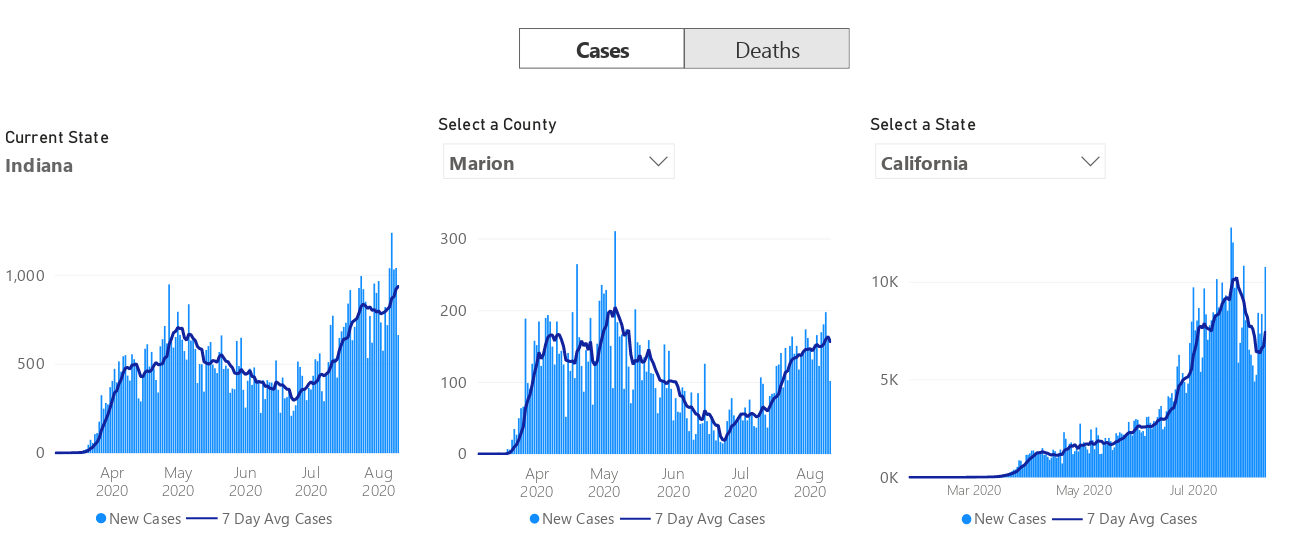 Cases Deaths
Current State
Indiana
Select a County
Marion
Select a State
California
1,000
500
0
Apr 2020
May 2020
Jun 2020
Jul 2020
Aug 2020
New Cases 7 Day Avg Cases
300
200
100
0
Apr 2020
May 2020
Jun 2020
Jul 2020
Aug 2020
New Cases 7 Day Avg Cases
10K
5K
0K
Mar 2020 May 2020 Jul 2020
New Cases 7 Day Avg Cases